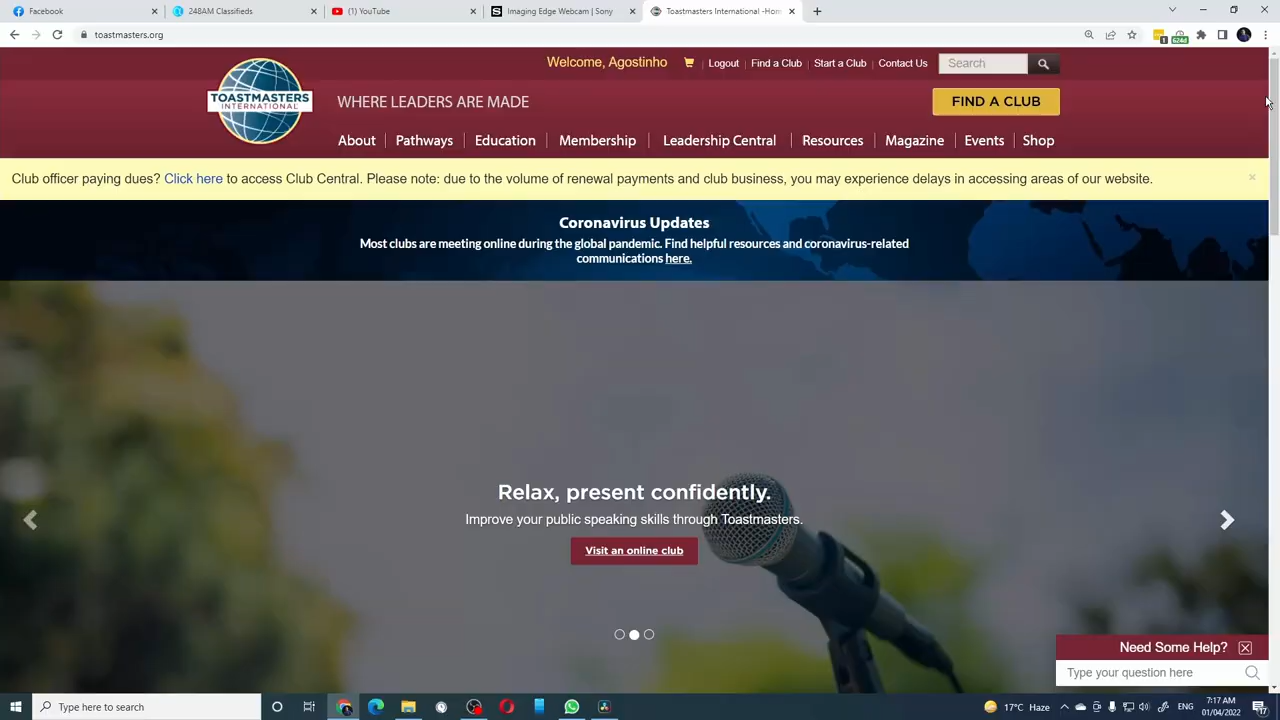 Facebook
248AM Classifieds
(1) YouTube
Imaging Edge Webcam | Sony
Toastmasters International -Hom
toastmasters.org
Welcome, Agostinho
Logout
Find a Club
Start a Club
Contact Us
Search
TOASTMASTERS
INTERNATIONAL
WHERE LEADERS ARE MADE
FIND A CLUB
About
Pathways
Education
Membership
Leadership Central
Resources
Magazine
Events
Shop
Club officer paying dues? Click here to access Club Central. Please note: due to the volume of renewal payments and club business, you may experience delays in accessing areas of our website.
Coronavirus Updates
Most clubs are meeting online during the global pandemic. Find helpful resources and coronavirus-related
communications here.
Relax, present confidently.
Improve your public speaking skills through Toastmasters.
Visit an online club
Need Some Help?
Type your question here
Type here to search
17°C Haze
ENG
7:17 AM
01/04/2022
17